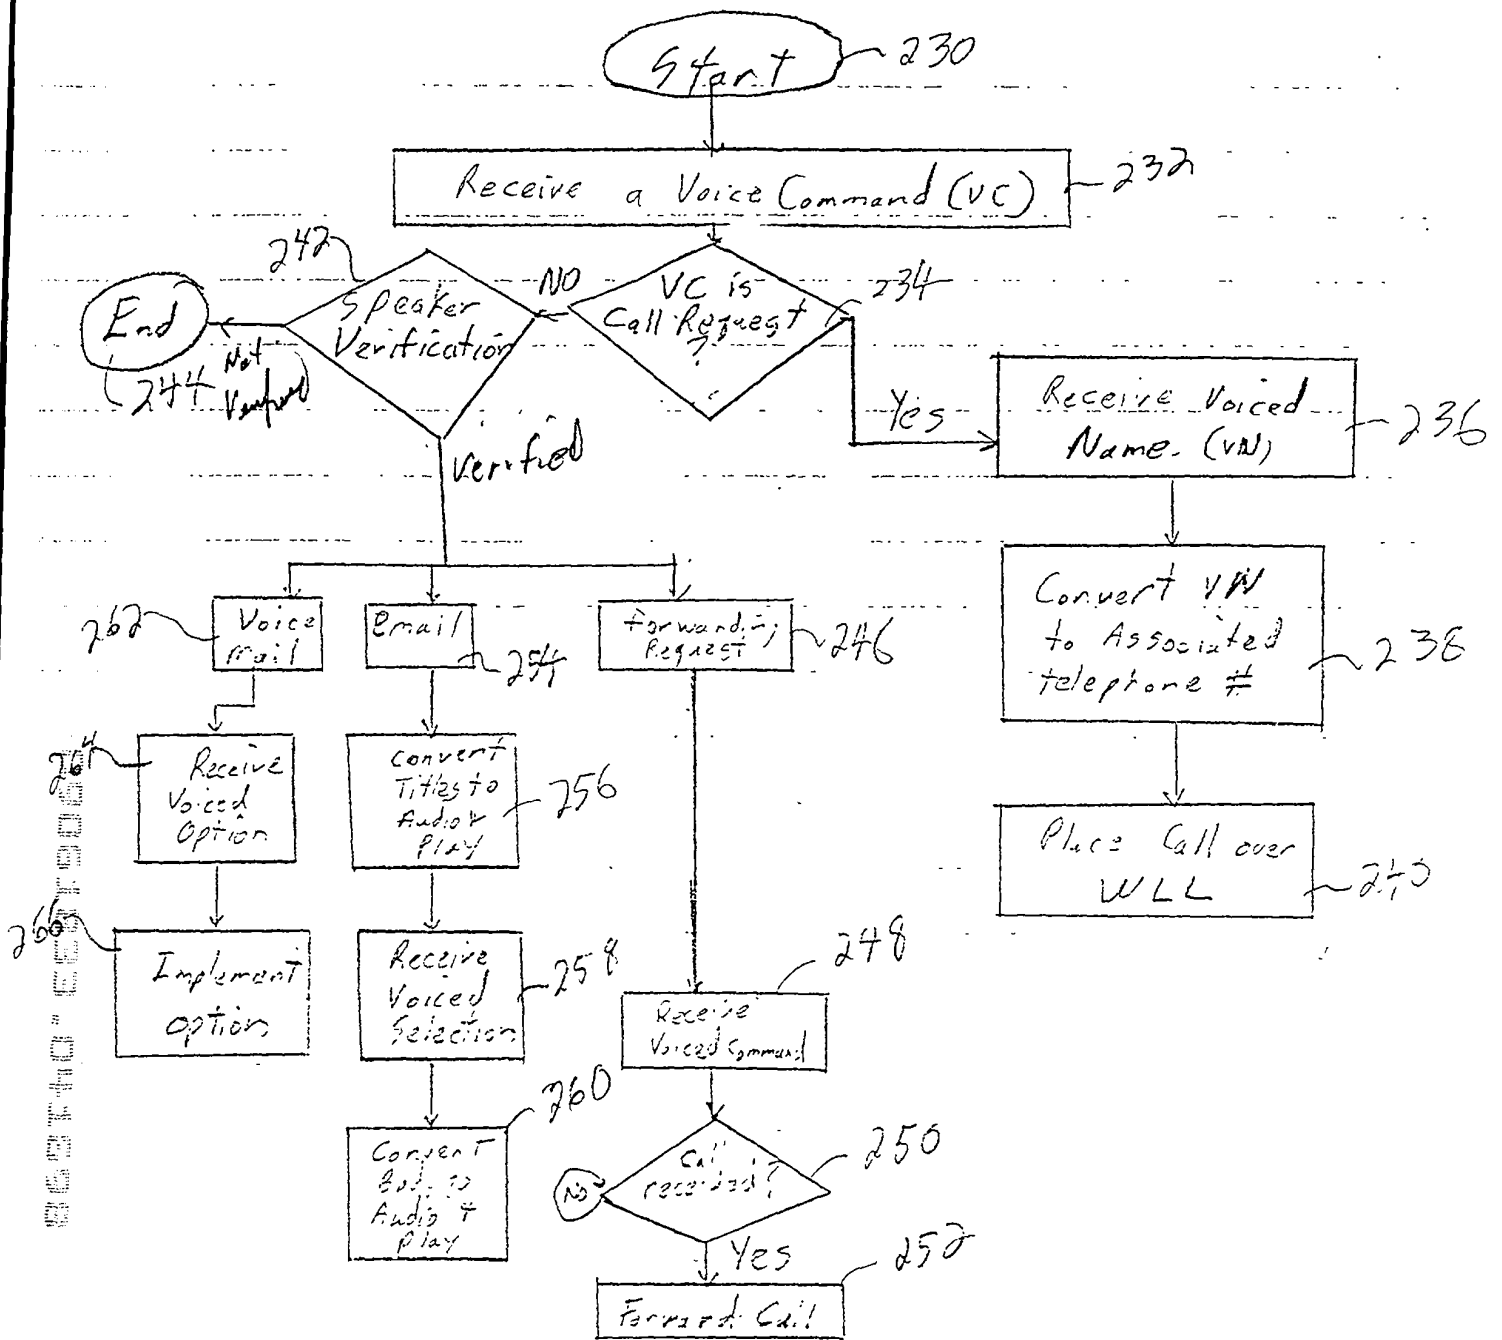 Start
230
Receive a Voice Command (VC)
232
242
Speaker
Verification
NO
VC is
Call Request
?
234
End
244
Not
Verified
Verified
Yes
Receive Voiced
Name. (VN)
236
Convert VN
to Associated
telephone #
238
Place Call over
WLL
240
262
Voice
Mail
Email
254
Forwarding
Request
246
264
Receive
Voiced
Option
Convert
Titles to
Audio +
Play
256
266
Implement
Option
Receive
Voiced
Selection
258
248
Receive
Voiced Command
260
Convert
Body to
Audio +
Play
Call
received?
250
No
Yes
252
Forward Call